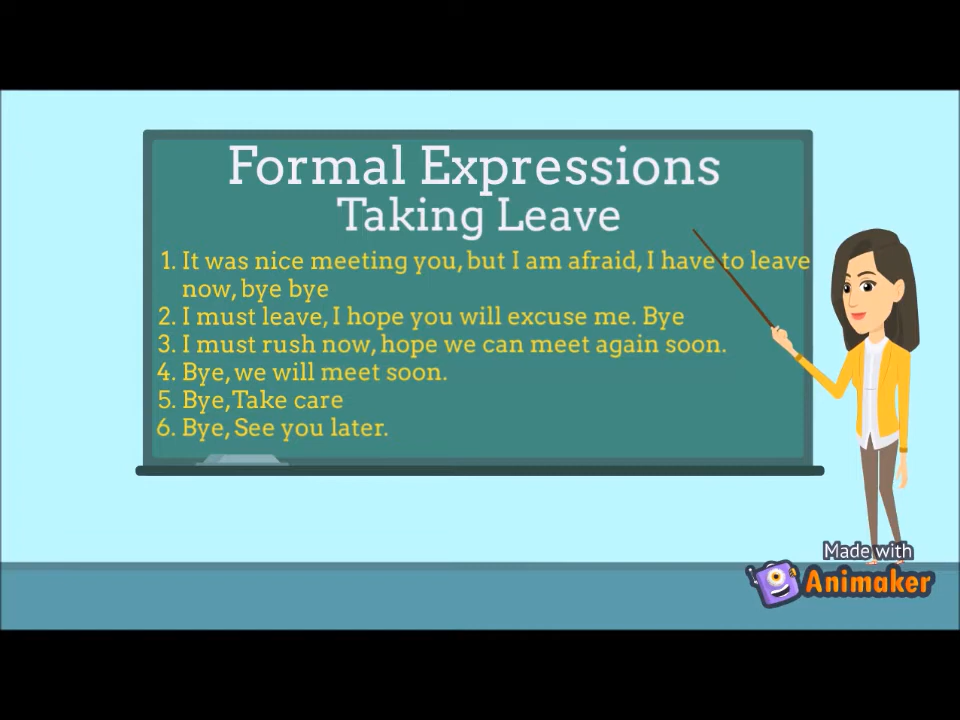 Formal Expressions
Taking Leave
1. It was nice meeting you, but I am afraid, I have to leave
now, bye bye
2. I must leave, I hope you will excuse me. Bye
3. I must rush now, hope we can meet again soon.
4. Bye, we will meet soon.
5. Bye,Take care
6. Bye, See you later.
Made with
Animaker